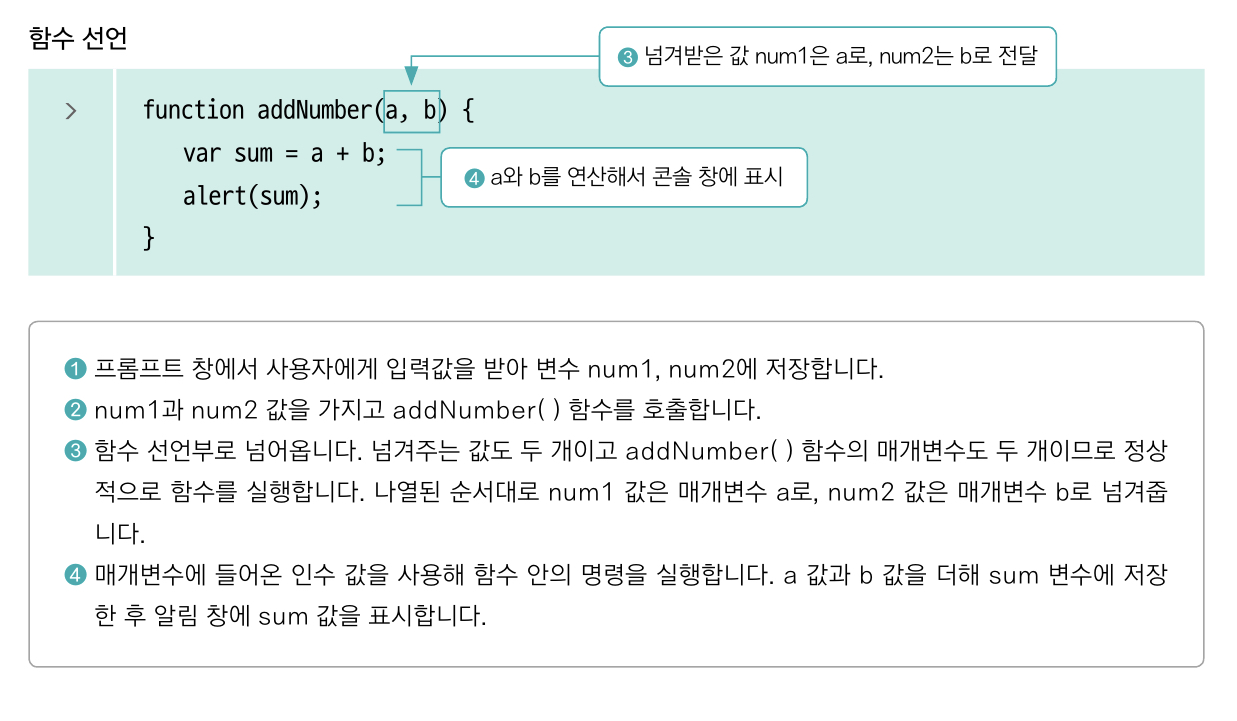 함수 선언
❸ 넘겨받은 값 num1은 a로, num2는 b로 전달
>
function addNumber(a, b) {
var sum = a + b;
❹ a와 b를 연산해서 콘솔 창에 표시
alert(sum);
}
❶ 프롬프트 창에서 사용자에게 입력값을 받아 변수 num1, num2에 저장합니다.
❷ num1과 num2 값을 가지고 addNumber( ) 함수를 호출합니다.
❸ 함수 선언부로 넘어옵니다. 넘겨주는 값도 두 개이고 addNumber( ) 함수의 매개변수도 두 개이므로 정상
적으로 함수를 실행합니다. 나열된 순서대로 num1 값은 매개변수 a로, num2 값은 매개변수 b로 넘겨줍
니다.
❹ 매개변수에 들어온 인수 값을 사용해 함수 안의 명령을 실행합니다. a 값과 b 값을 더해 sum 변수에 저장
한 후 알림 창에 sum 값을 표시합니다.